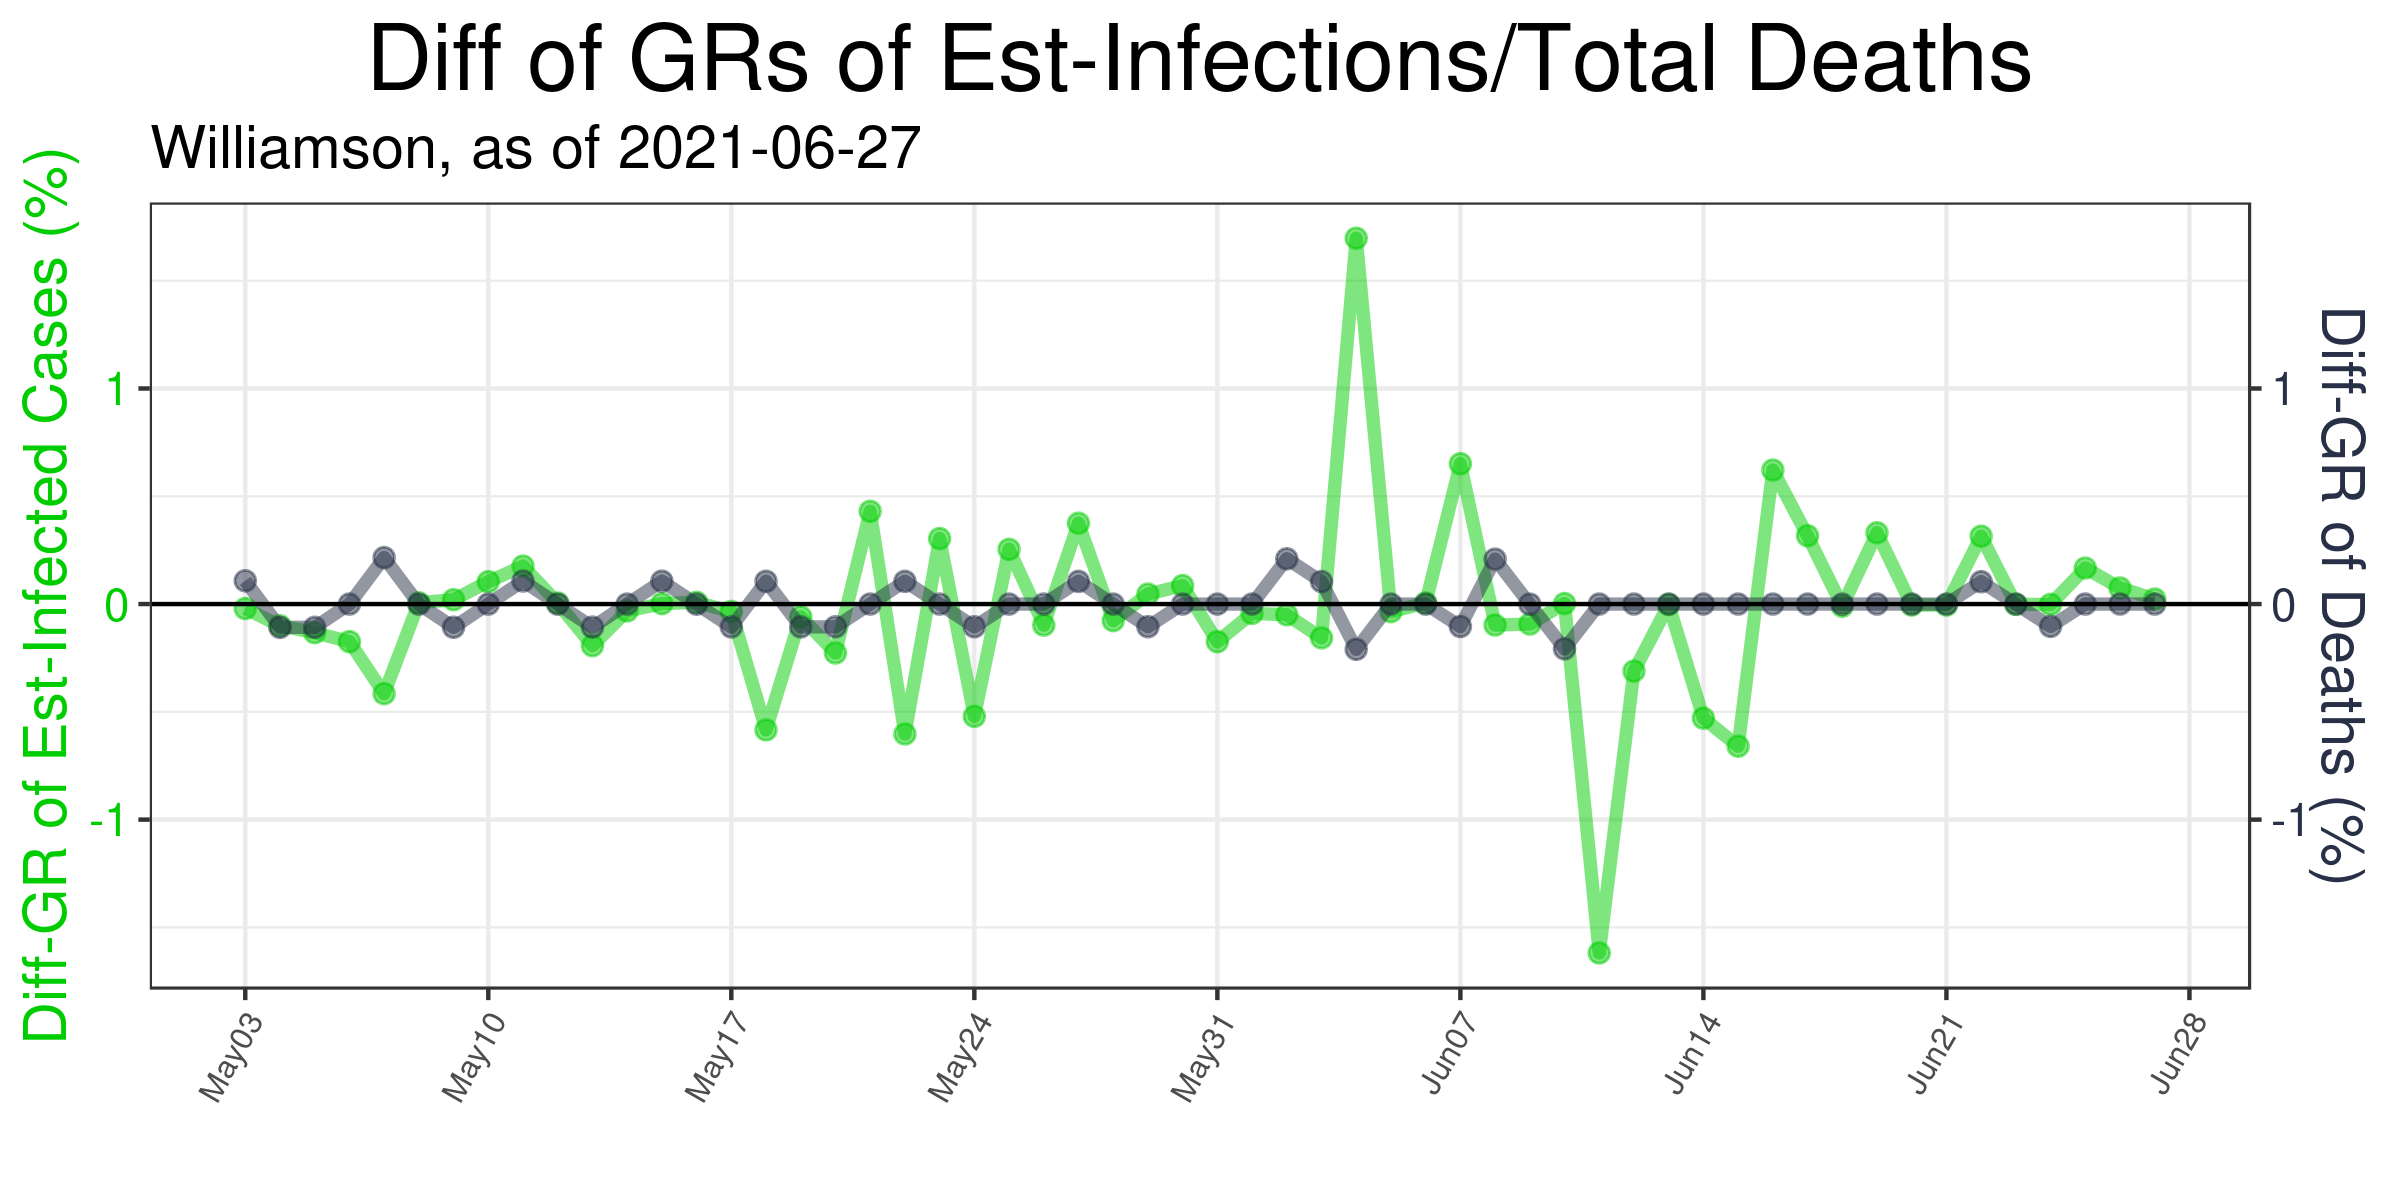 Diff of GRs of Est-Infections/Total Deaths
Williamson, as of 2021-06-27
Diff-GR of Est-Infected Cases (%)
1
0
-1
1
0
-1
Diff-GR of Deaths (%)
May03
May10
May17
May24
May31
Jun07
Jun14
Jun21
Jun28